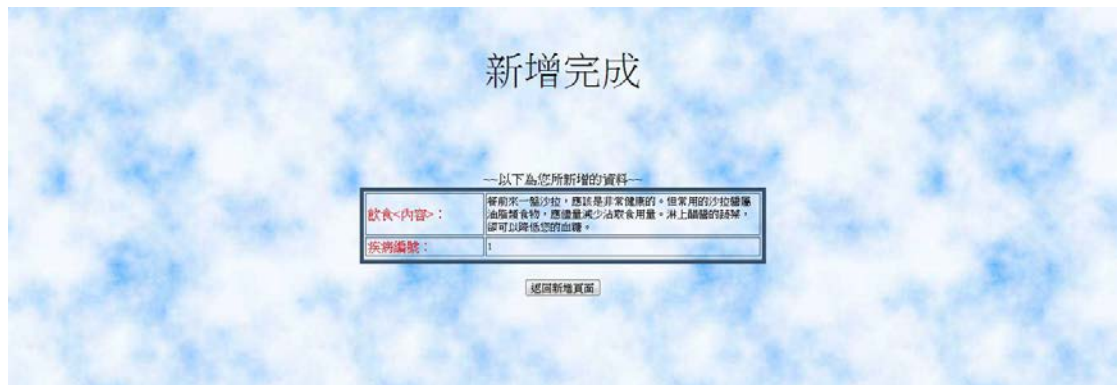 新增完成
~~以下為您所新增的資料~~
飲食<內容>：
餐前來一盤沙拉，應該是非常健康的。但常用的沙拉醬屬
油脂類食物，應儘量減少沾取食用量。淋上醋醬的蔬菜，
卻可以降低您的血糖。
疾病編號：
1
返回新增頁面